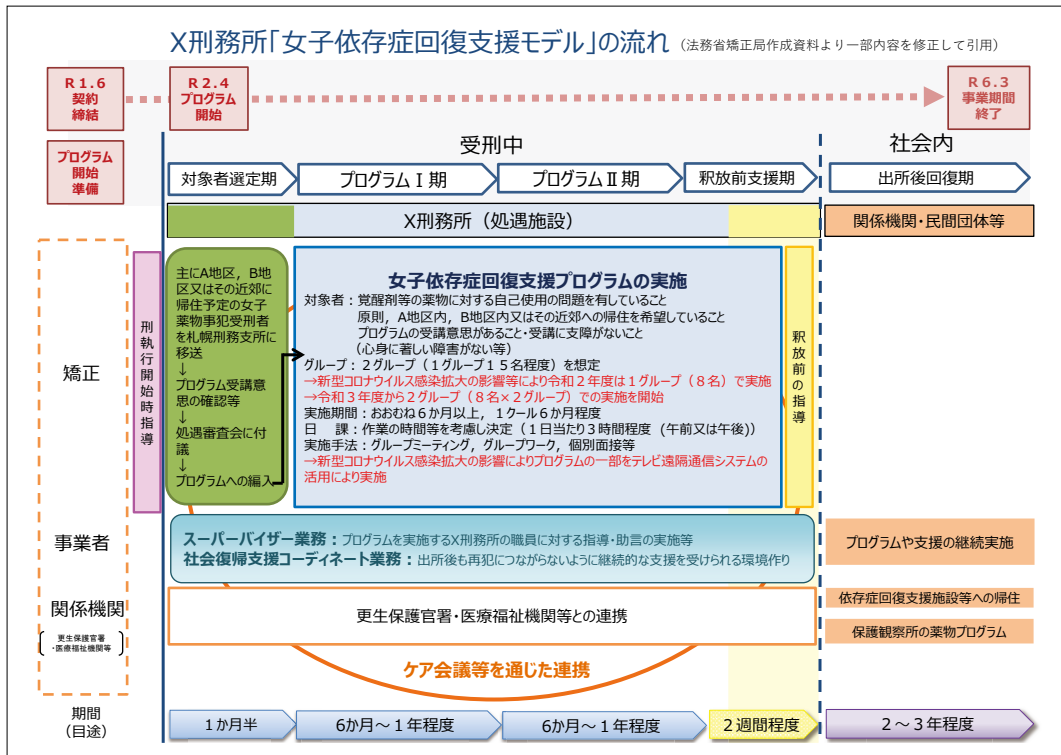 X刑務所「女子依存症回復支援モデル」の流れ（法務省矯正局作成資料より一部内容を修正して引用）
R1.6
契約
締結
R2.4
プログラム
開始
R6.3
事業期間
終了
プログラム
開始
準備
受刑中
社会内
対象者選定期
プログラムⅠ期
プログラムⅡ期
釈放前支援期
出所後回復期
X刑務所（処遇施設）
関係機関・民間団体等
矯正
刑執行開始時指導
主にA地区，B地
区又はその近郊に
帰住予定の女子
薬物事犯受刑者
を札幌刑務支所に
移送
↓
プログラム受講意
思の確認等
↓
処遇審査会に付
議
↓
プログラムへの編入
女子依存症回復支援プログラムの実施
対象者：覚醒剤等の薬物に対する自己使用の問題を有していること
原則，A地区内，B地区内又はその近郊への帰住を希望していること
プログラムの受講意思があること・受講に支障がないこと
（心身に著しい障害がない等）
グループ：２グループ（１グループ１５名程度）を想定
→新型コロナウイルス感染拡大の影響等により令和２年度は１グループ（８名）で実施
→令和３年度から２グループ（８名×２グループ）での実施を開始
実施期間：おおむね６か月以上，１クール６か月程度
日　課：作業の時間等を考慮し決定（１日当たり３時間程度（午前又は午後））
実施手法：グループミーティング，グループワーク，個別面接等
→新型コロナウイルス感染拡大の影響によりプログラムの一部をテレビ遠隔通信システムの
活用により実施
釈放前の指導
事業者
スーパーバイザー業務：プログラムを実施するX刑務所の職員に対する指導・助言の実施等
社会復帰支援コーディネート業務：出所後も再犯につながらないように継続的な支援を受けられる環境作り
プログラムや支援の継続実施
関係機関
更生保護官署
・医療福祉機関等
更生保護官署・医療福祉機関等との連携
依存症回復支援施設等への帰住
保護観察所の薬物プログラム
ケア会議等を通じた連携
期間
（目途）
１か月半
6か月～１年程度
6か月～１年程度
２週間程度
２～３年程度